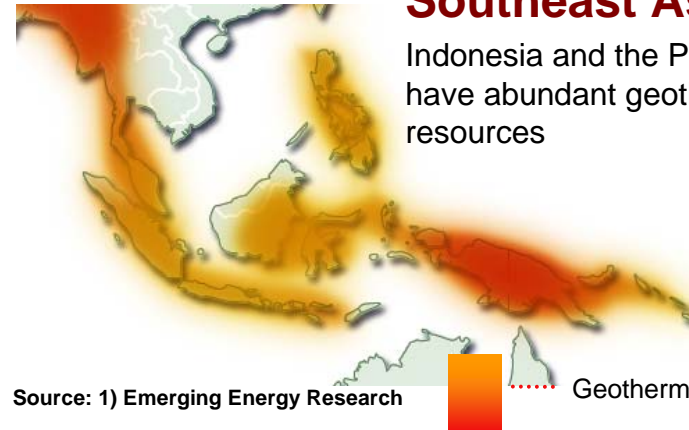 Southeast As
Indonesia and the P
have abundant geot
resources
Source: 1) Emerging Energy Research
Geotherm